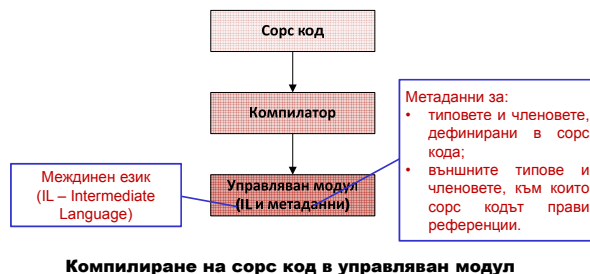 Сорс код
Компилатор
Метаданни за:
• типовете и членовете,
дефинирани в сорс
кода;
• външните типове и
членовете, към които
сорс кодът прави
референции.
Междинен език
(IL – Intermediate
Language)
Управляван модул
(IL и метаданни)
Компилиране на сорс код в управляван модул